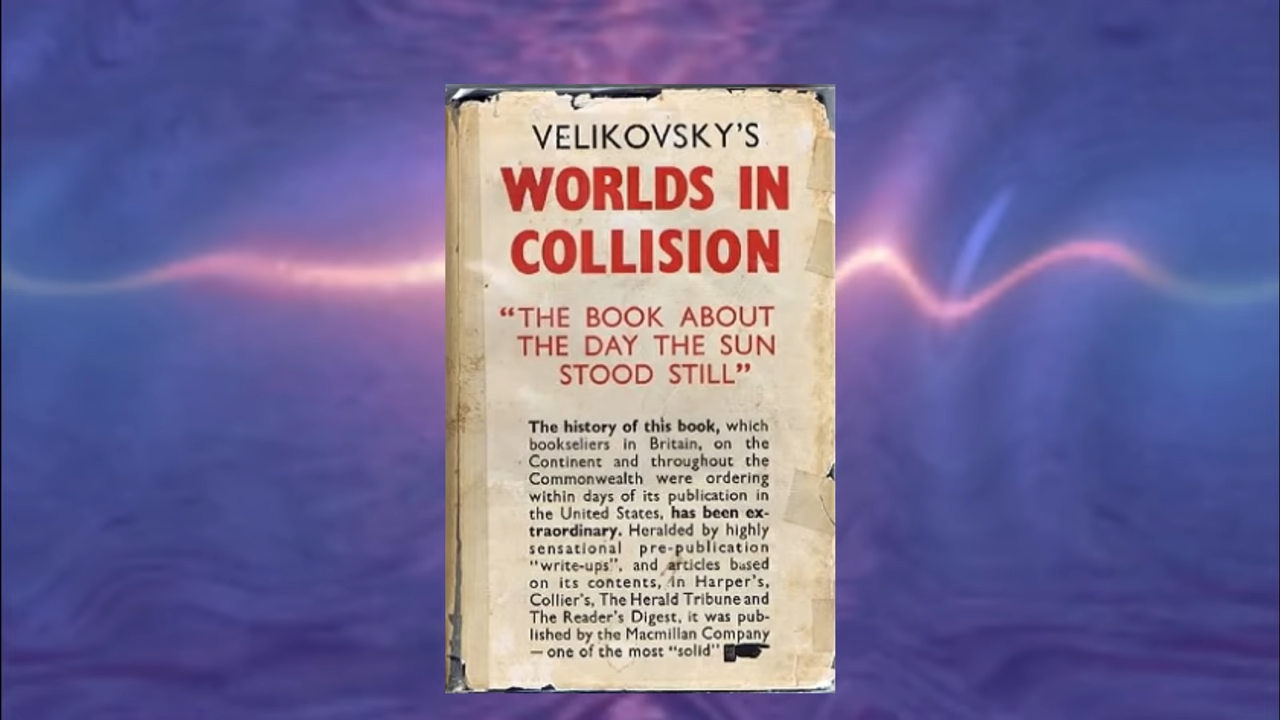 VELIKOVSKY'S
WORLDS IN
COLLISION
“THE BOOK ABOUT
THE DAY THE SUN
STOOD STILL”
The history of this book, which
booksellers in Britain, on the
Continent and throughout the
Commonwealth were ordering
within days of its publication in
the United States, has been ex-
traordinary. Heralded by highly
sensational pre-publication
“write-ups”, and articles based
on its contents, in Harper's,
Collier's, The Herald Tribune and
The Reader's Digest, it was pub-
lished by the Macmillan Company
— one of the most “solid”